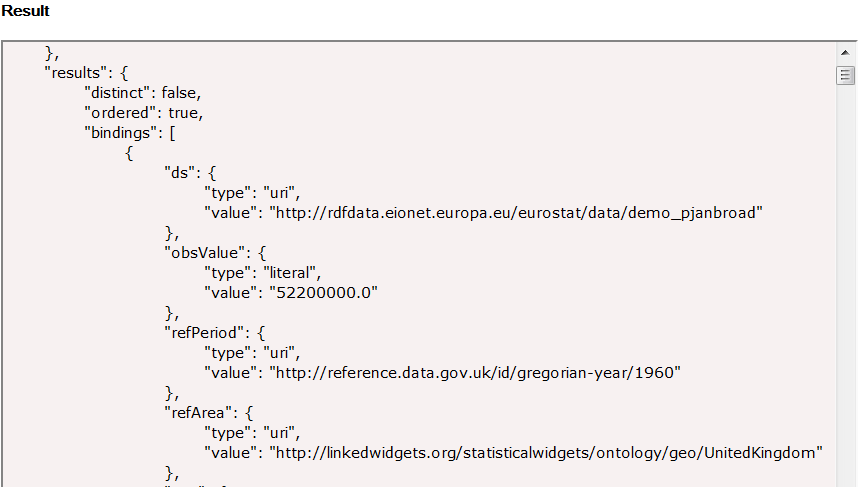 Result
},
"results": {
"distinct": false,
"ordered": true,
"bindings": [
{
"ds": {
"type": "uri",
"value": "http://rdfdata.eionet.europa.eu/eurostat/data/demo_pjanbroad"
},
"obsValue": {
"type": "literal",
"value": "52200000.0"
},
"refPeriod": {
"type": "uri",
"value": "http://reference.data.gov.uk/id/gregorian-year/1960"
},
"refArea": {
"type": "uri",
"value": "http://linkedwidgets.org/statisticalwidgets/ontology/geo/UnitedKingdom"
},